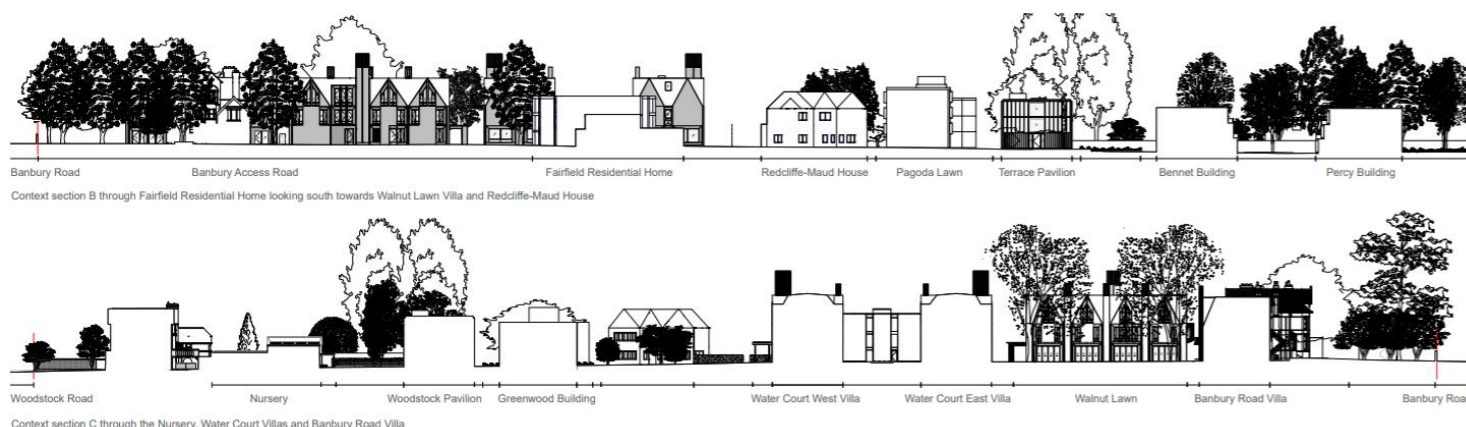 Banbury Road Banbury Access Road Fairfield Residential Home Redcliffe-Maud House Pagoda Lawn Terrace Pavilion Bennet Building Percy Building
Context section B through Fairfield Residential Home looking south towards Walnut Lawn Villa and Redcliffe-Maud House
Woodstock Road Nursery Woodstock Pavilion Greenwood Building Water Court West Villa Water Court East Villa Walnut Lawn Banbury Road Villa Banbury Roa
Context section C through the Nursery, Water Court Villas and Banbury Road Villa